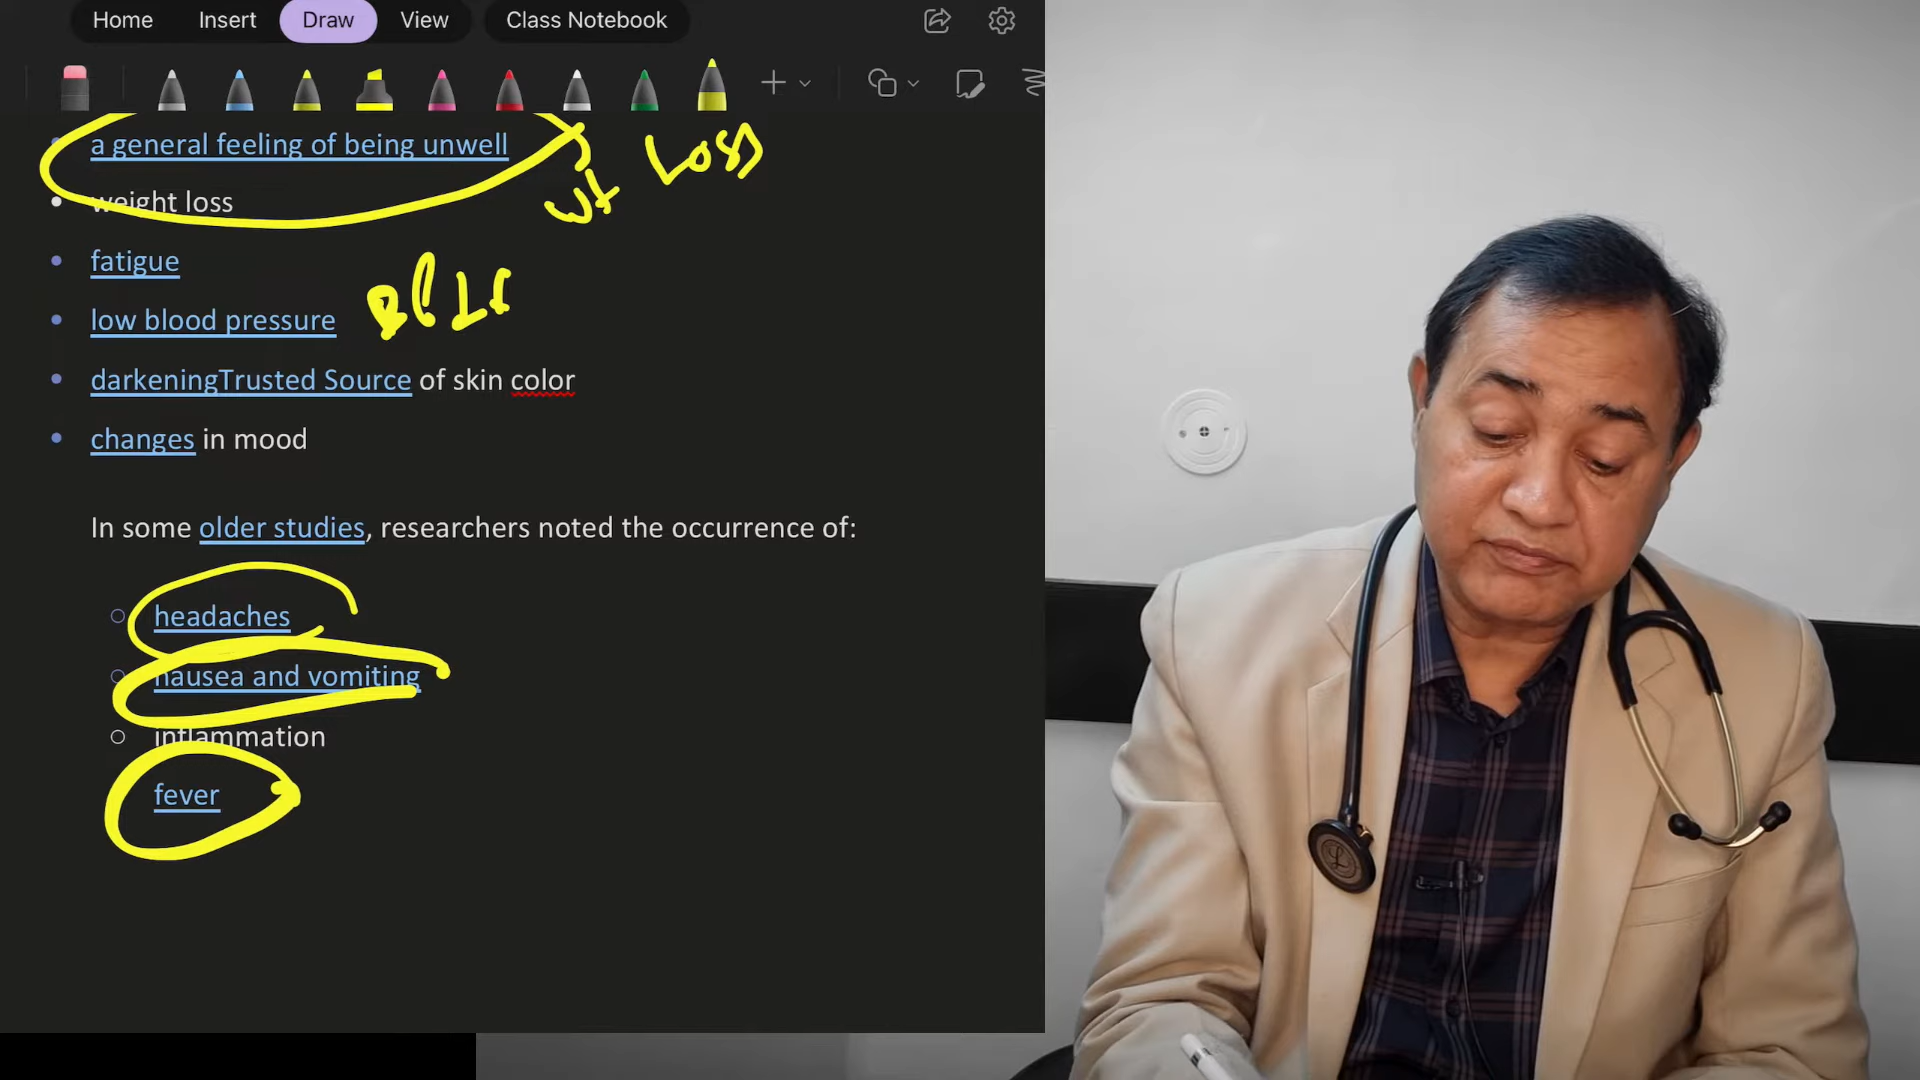 Home Insert Draw View Class Notebook
a general feeling of being unwell
wt Loss
weight loss
fatigue
low blood pressure
darkeningTrusted Source of skin color
changes in mood
In some older studies, researchers noted the occurrence of:
headaches
nausea and vomiting
inflammation
fever